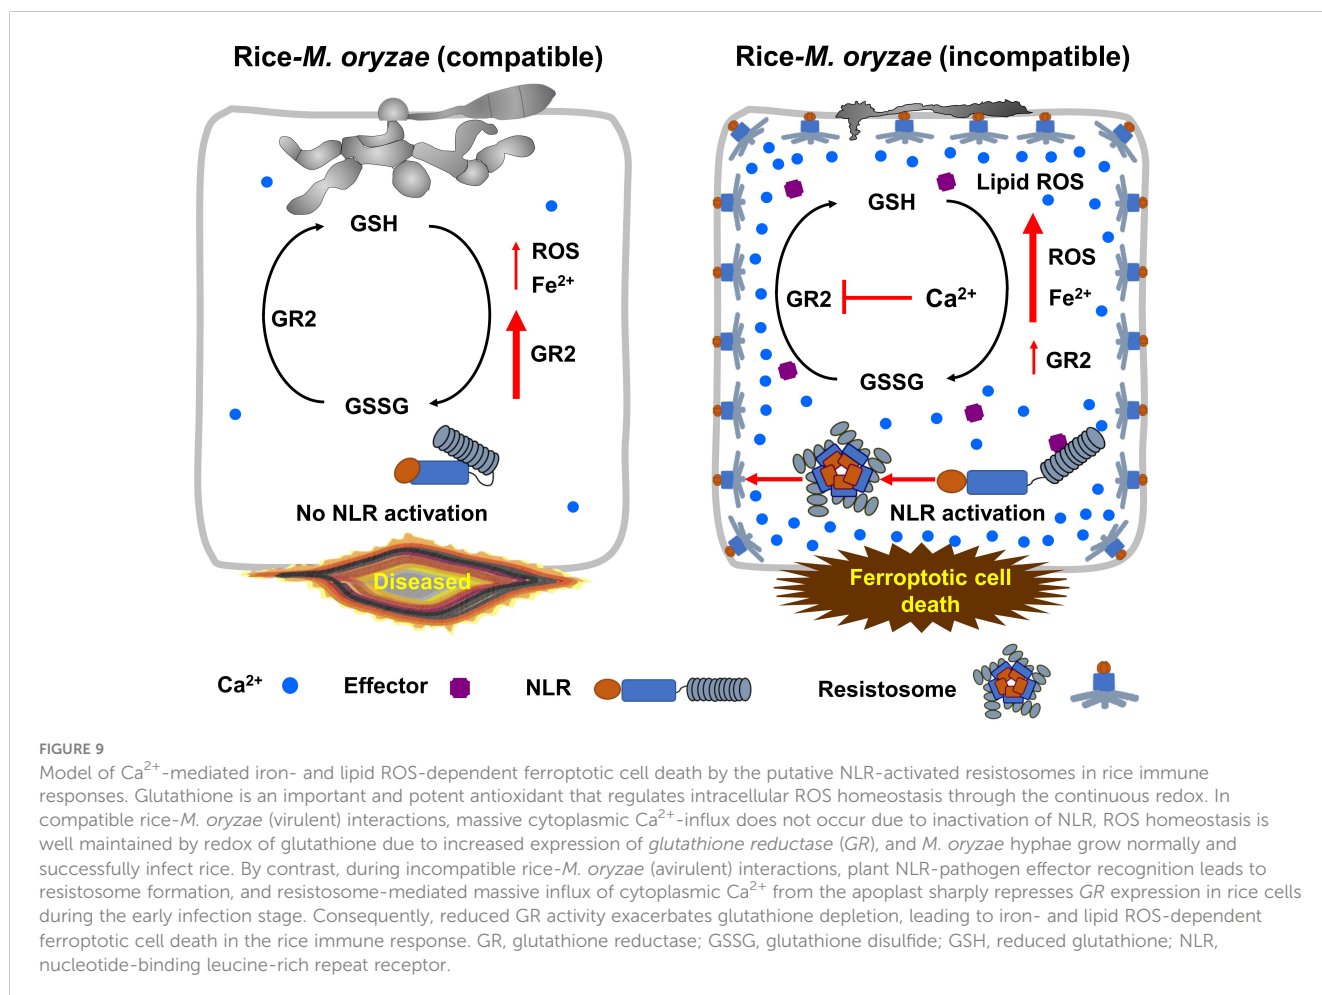 Rice-M. oryzae (compatible)
Rice-M. oryzae (incompatible)
GSH
ROS
Fe²⁺
GR2
GR2
GSSG
No NLR activation
Diseased
Lipid ROS
GSH
ROS
GR2
Ca²⁺
Fe²⁺
GR2
GSSG
NLR activation
Ferroptotic cell
death
Ca²⁺
Effector
NLR
Resistosome
FIGURE 9
Model of Ca²⁺-mediated iron- and lipid ROS-dependent ferroptotic cell death by the putative NLR-activated resistosomes in rice immune
responses. Glutathione is an important and potent antioxidant that regulates intracellular ROS homeostasis through the continuous redox. In
compatible rice-M. oryzae (virulent) interactions, massive cytoplasmic Ca²⁺-influx does not occur due to inactivation of NLR, ROS homeostasis is
well maintained by redox of glutathione due to increased expression of glutathione reductase (GR), and M. oryzae hyphae grow normally and
successfully infect rice. By contrast, during incompatible rice-M. oryzae (avirulent) interactions, plant NLR-pathogen effector recognition leads to
resistosome formation, and resistosome-mediated massive influx of cytoplasmic Ca²⁺ from the apoplast sharply represses GR expression in rice cells
during the early infection stage. Consequently, reduced GR activity exacerbates glutathione depletion, leading to iron- and lipid ROS-dependent
ferroptotic cell death in the rice immune response. GR, glutathione reductase; GSSG, glutathione disulfide; GSH, reduced glutathione; NLR,
nucleotide-binding leucine-rich repeat receptor.